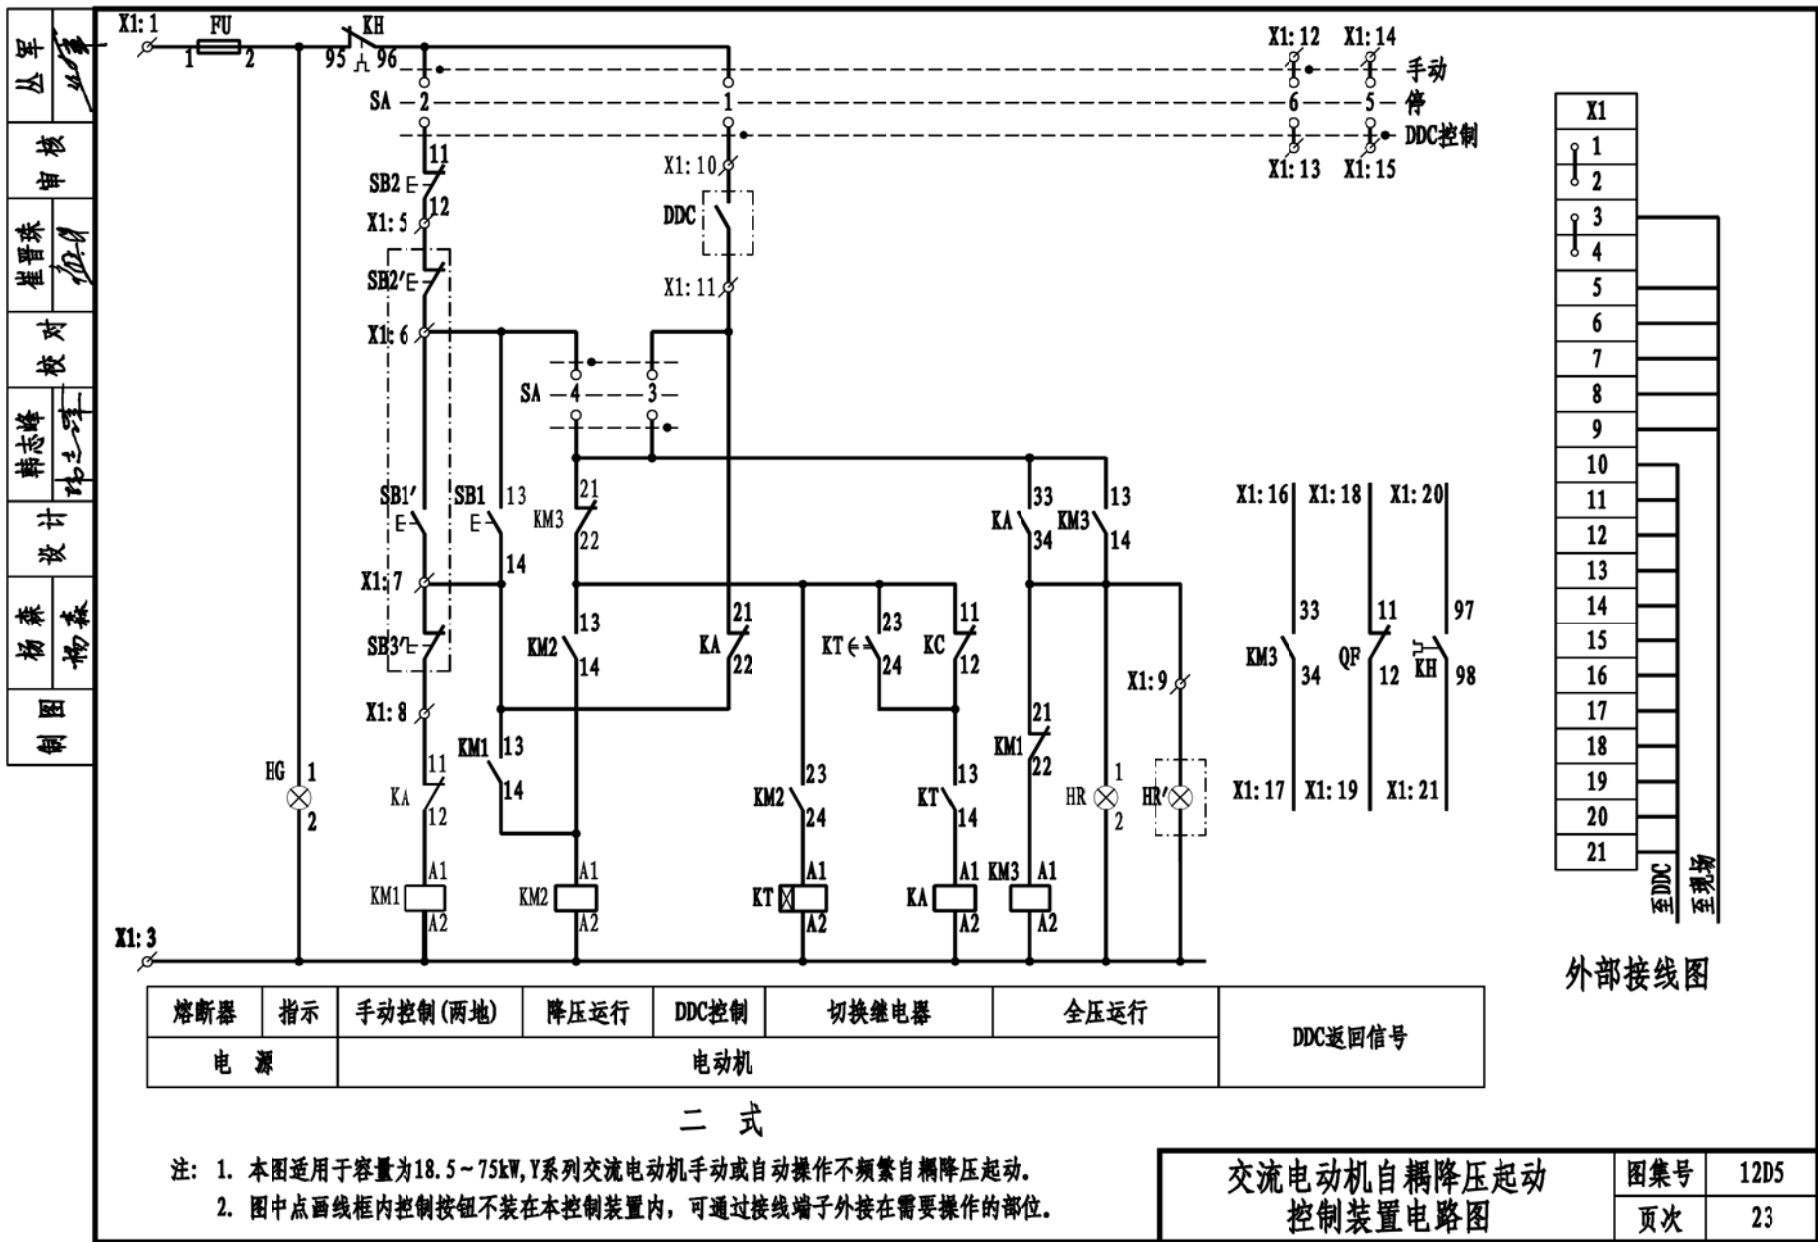 X1:1
FU
1
2
KH
95
96
SA
2
1
6
5
X1:12
X1:14
手动
停
DDC控制
X1:13
X1:15
11
SB2
12
X1:5
X1:10
DDC
X1:11
SB2'
X1:6
SA
4
3
SB1'
SB1
13
14
21
KM3
22
33
KA
34
13
KM3
14
X1:7
SB3'
X1:8
13
KM2
14
21
KA
22
23
KT
24
11
KC
12
X1:9
KM1
13
14
HG
1
2
11
KA
12
23
KM2
24
13
KT
14
21
KM1
22
HR
1
2
HR'
KM1
A1
A2
KM2
A1
A2
KT
A1
A2
KA
A1
A2
KM3
A1
A2
X1:3
X1:16
X1:18
X1:20
33
KM3
34
11
QF
12
97
KH
98
X1:17
X1:19
X1:21
X1
1
2
3
4
5
6
7
8
9
10
11
12
13
14
15
16
17
18
19
20
21
至DDC
至现场
外部接线图
熔断器
指示
手动控制(两地)
降压运行
DDC控制
切换继电器
全压运行
DDC返回信号
电 源
电动机
二 式
注: 1. 本图适用于容量为18.5~75kW,Y系列交流电动机手动或自动操作不频繁自耦降压起动。
2. 图中点画线框内控制按钮不装在本控制装置内，可通过接线端子外接在需要操作的部位。
交流电动机自耦降压起动
控制装置电路图
图集号
12D5
页次
23
丛军
审核
崔晋珠
校对
韩志峰
设计
杨森
杨森
制图